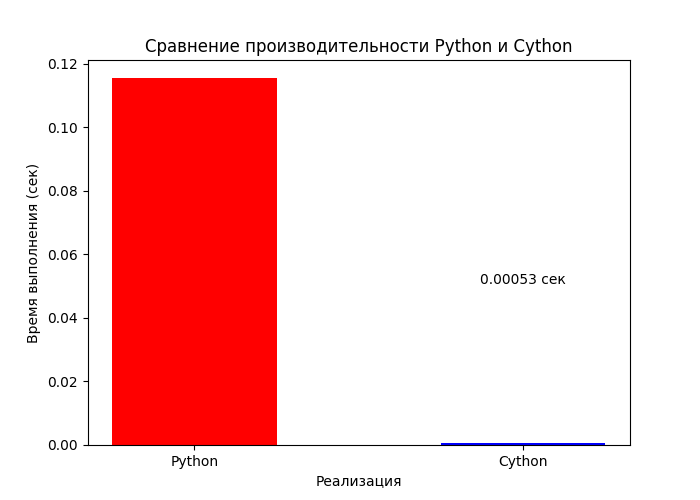 Сравнение производительности Python и Cython
0.12
0.10
0.08
0.06
0.04
0.02
0.00
Время выполнения (сек)
0.00053 сек
Python
Cython
Реализация